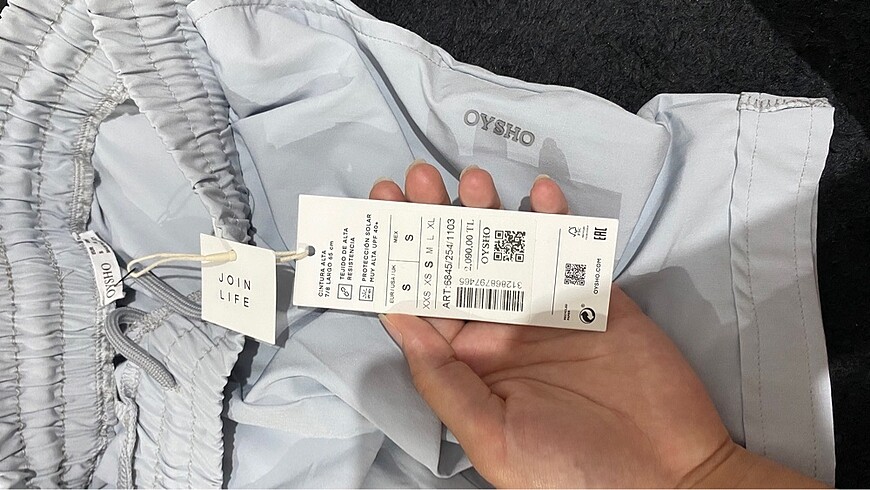 OYSHO
JOIN
LIFE
OYSHO
CINTURA ALTA
7/8 LARGO 65 cm
TEJIDO DE ALTA
RESISTENCIA
PROTECCIÓN SOLAR
MUY ALTA UPF 40+
EUR/USA/UK
MEX
S
S
XXS XS S M L XL
ART:6845/254/1103
.090,00 TL
OYSHO
3128687974
OYSHO.COM
EAC